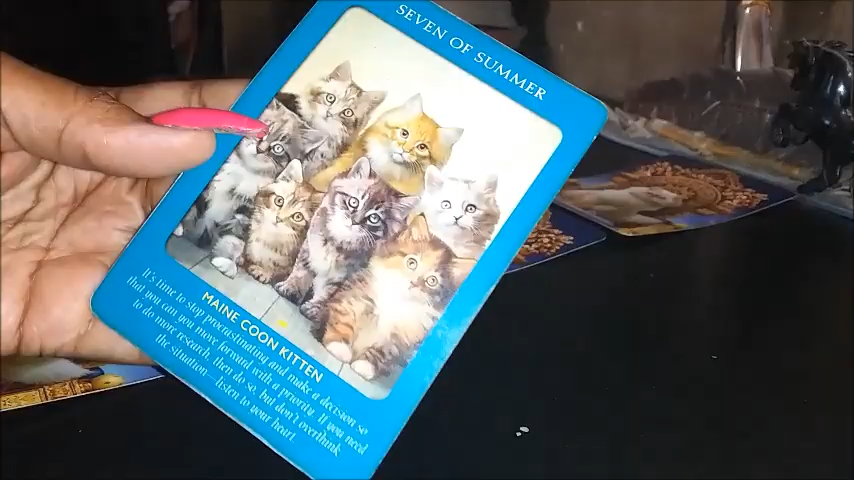 SEVEN OF SUMMER
MAINE COON KITTEN
It's time to stop procrastinating and make a decision so
that you can you move forward with a priority. If you need
to do more research, then do so, but don't overthink
the situation—listen to your heart.